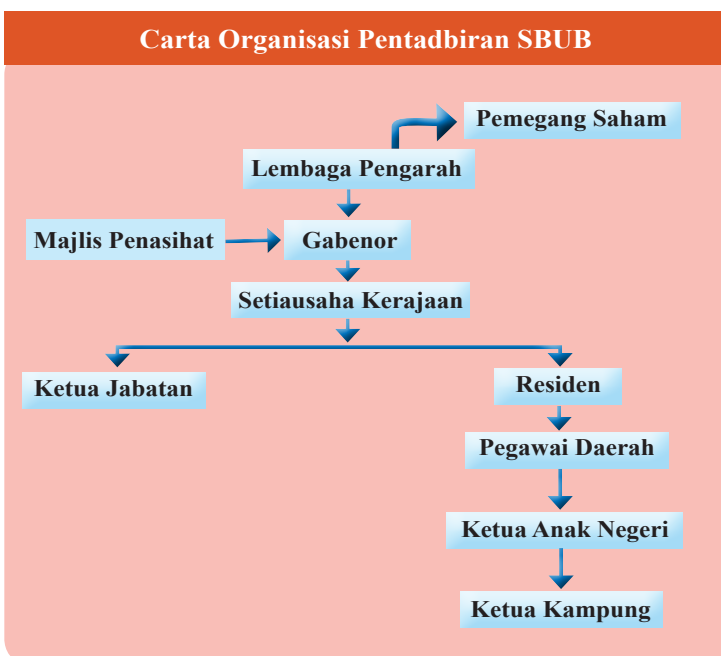 Carta Organisasi Pentadbiran SBUB
Pemegang Saham
Lembaga Pengarah
Majlis Penasihat
Gabenor
Setiausaha Kerajaan
Ketua Jabatan
Residen
Pegawai Daerah
Ketua Anak Negeri
Ketua Kampung